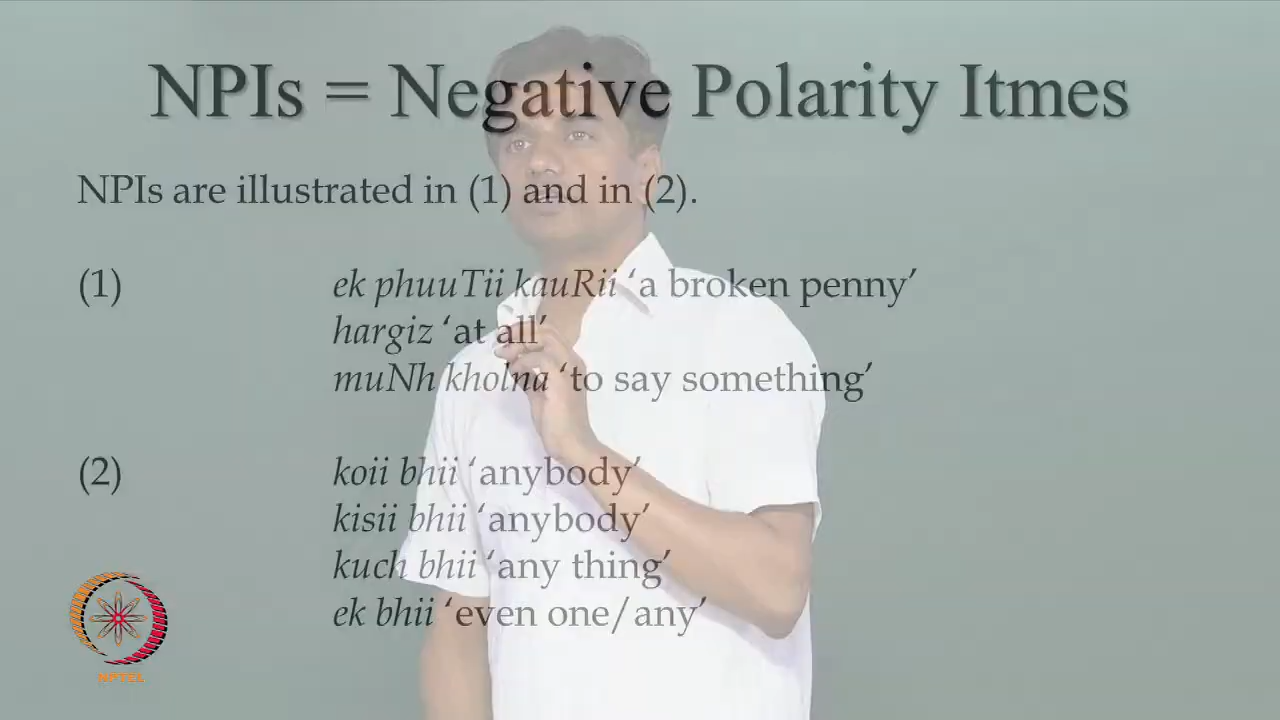 NPIs = Negative Polarity Itmes
NPIs are illustrated in (1) and in (2).
(1) ek phuuTii kauRii ‘a broken penny’
hargiz ‘at all’
muNh kholna ‘to say something’
(2) koii bhii ‘anybody’
kisii bhii ‘anybody’
kuch bhii ‘any thing’
ek bhii ‘even one/any’
NPTEL